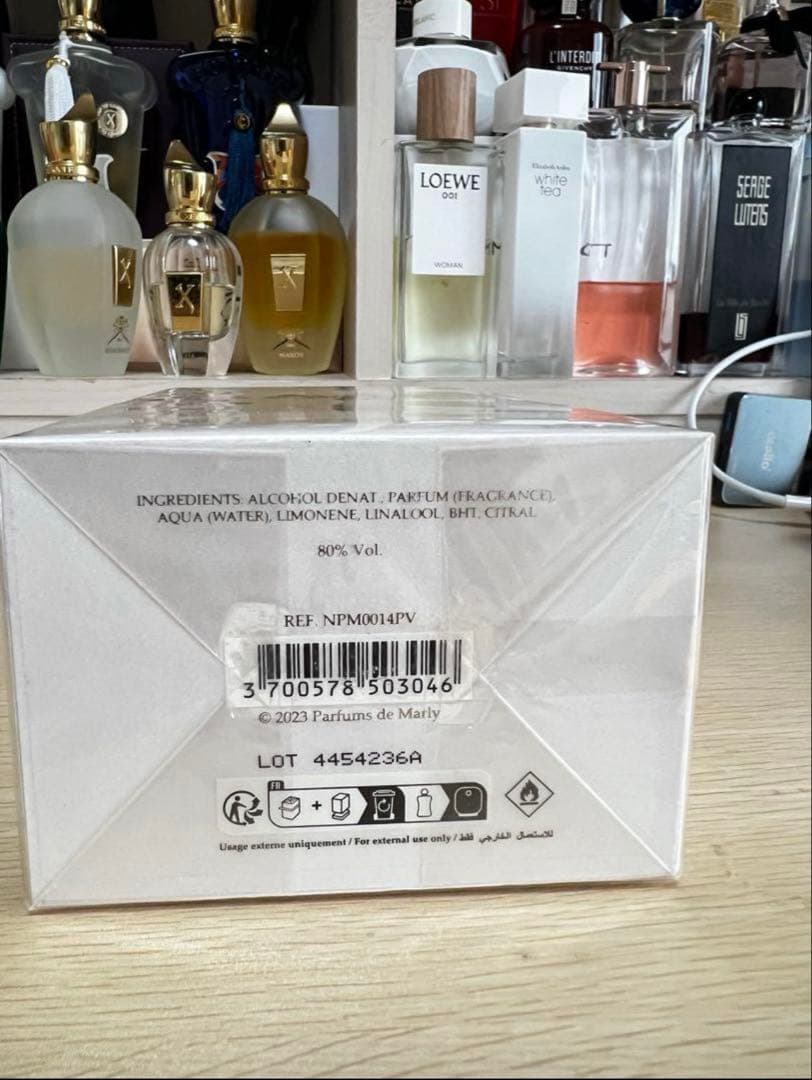 L'INTERDIT
GIVENCHY
LOEWE
001
WOMAN
Elizabeth Arden
white
tea
SERGE
LUTENS
X
X
X
NAXOS
INGREDIENTS: ALCOHOL DENAT., PARFUM (FRAGRANCE),
AQUA (WATER), LIMONENE, LINALOOL, BHT, CITRAL
80% Vol.
REF. NPM0014PV
3 700578 503046
© 2023 Parfums de Marly
LOT 4454236A
FR
+
Usage externe uniquement / For external use only / للاستعمال الخارجي فقط